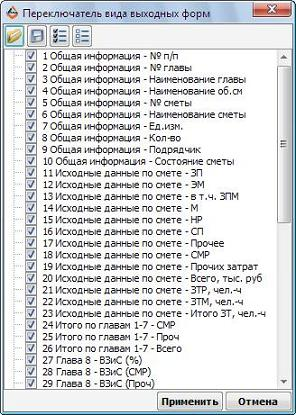 Переключатель вида выходных форм
1 Общая информация - № п/п
2 Общая информация - № главы
3 Общая информация - Наименование главы
4 Общая информация - Наименование об.см
5 Общая информация - № сметы
6 Общая информация - Наименование сметы
7 Общая информация - Ед.изм.
8 Общая информация - Кол-во
9 Общая информация - Подрядчик
10 Общая информация - Состояние сметы
11 Исходные данные по смете - ЗП
12 Исходные данные по смете - ЭМ
13 Исходные данные по смете - в т.ч. ЗПМ
14 Исходные данные по смете - М
15 Исходные данные по смете - НР
16 Исходные данные по смете - СП
17 Исходные данные по смете - Прочее
18 Исходные данные по смете - СМР
19 Исходные данные по смете - Прочих затрат
20 Исходные данные по смете - Всего, тыс. руб
21 Исходные данные по смете - ЗТР, чел.-ч
22 Исходные данные по смете - ЗТМ, чел.-ч
23 Исходные данные по смете - Итого ЗТ, чел.-ч
24 Итого по главам 1-7 - СМР
25 Итого по главам 1-7 - Проч
26 Итого по главам 1-7 - Всего
27 Глава 8 - ВЗиС (%)
28 Глава 8 - ВЗиС (СМР)
29 Глава 8 - ВЗиС (Проч)
Применить Отмена